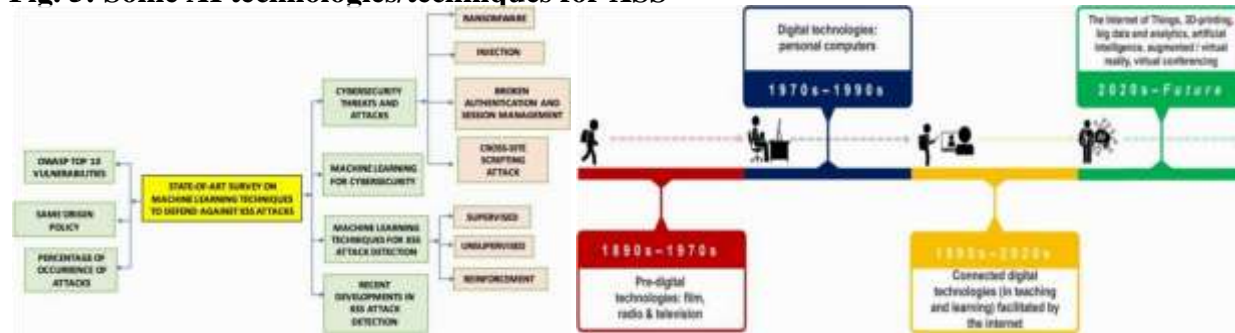 Fig. 3: Some AI technologies/techniques for XSS
RANSOMWARE
INJECTION
CYBERSECURITY
THREATS AND
ATTACKS
BROKEN
AUTHENTICATION AND
SESSION MANAGEMENT
CROSS-SITE
SCRIPTING
ATTACK
OWASP TOP 10
VULNERABILITIES
MACHINE LEARNING
FOR CYBERSECURITY
STATE-OF-ART SURVEY ON
MACHINE LEARNING TECHNIQUES
TO DEFEND AGAINST XSS ATTACKS
SAME ORIGIN
POLICY
MACHINE LEARNING
TECHNIQUES FOR XSS
ATTACK DETECTION
SUPERVISED
UNSUPERVISED
REINFORCEMENT
PERCENTAGE OF
OCCURRENCE OF
ATTACKS
RECENT
DEVELOPMENTS IN
XSS ATTACK
DETECTION
Digital technologies:
personal computers
1970s–1990s
The Internet of Things, 3D-printing,
big data and analytics, artificial
intelligence, augmented / virtual
reality, virtual conferencing
2020s–Future
1890s–1970s
Pre-digital
technologies: film,
radio & television
1990s–2020s
Connected digital
technologies (in teaching
and learning) facilitated by
the internet